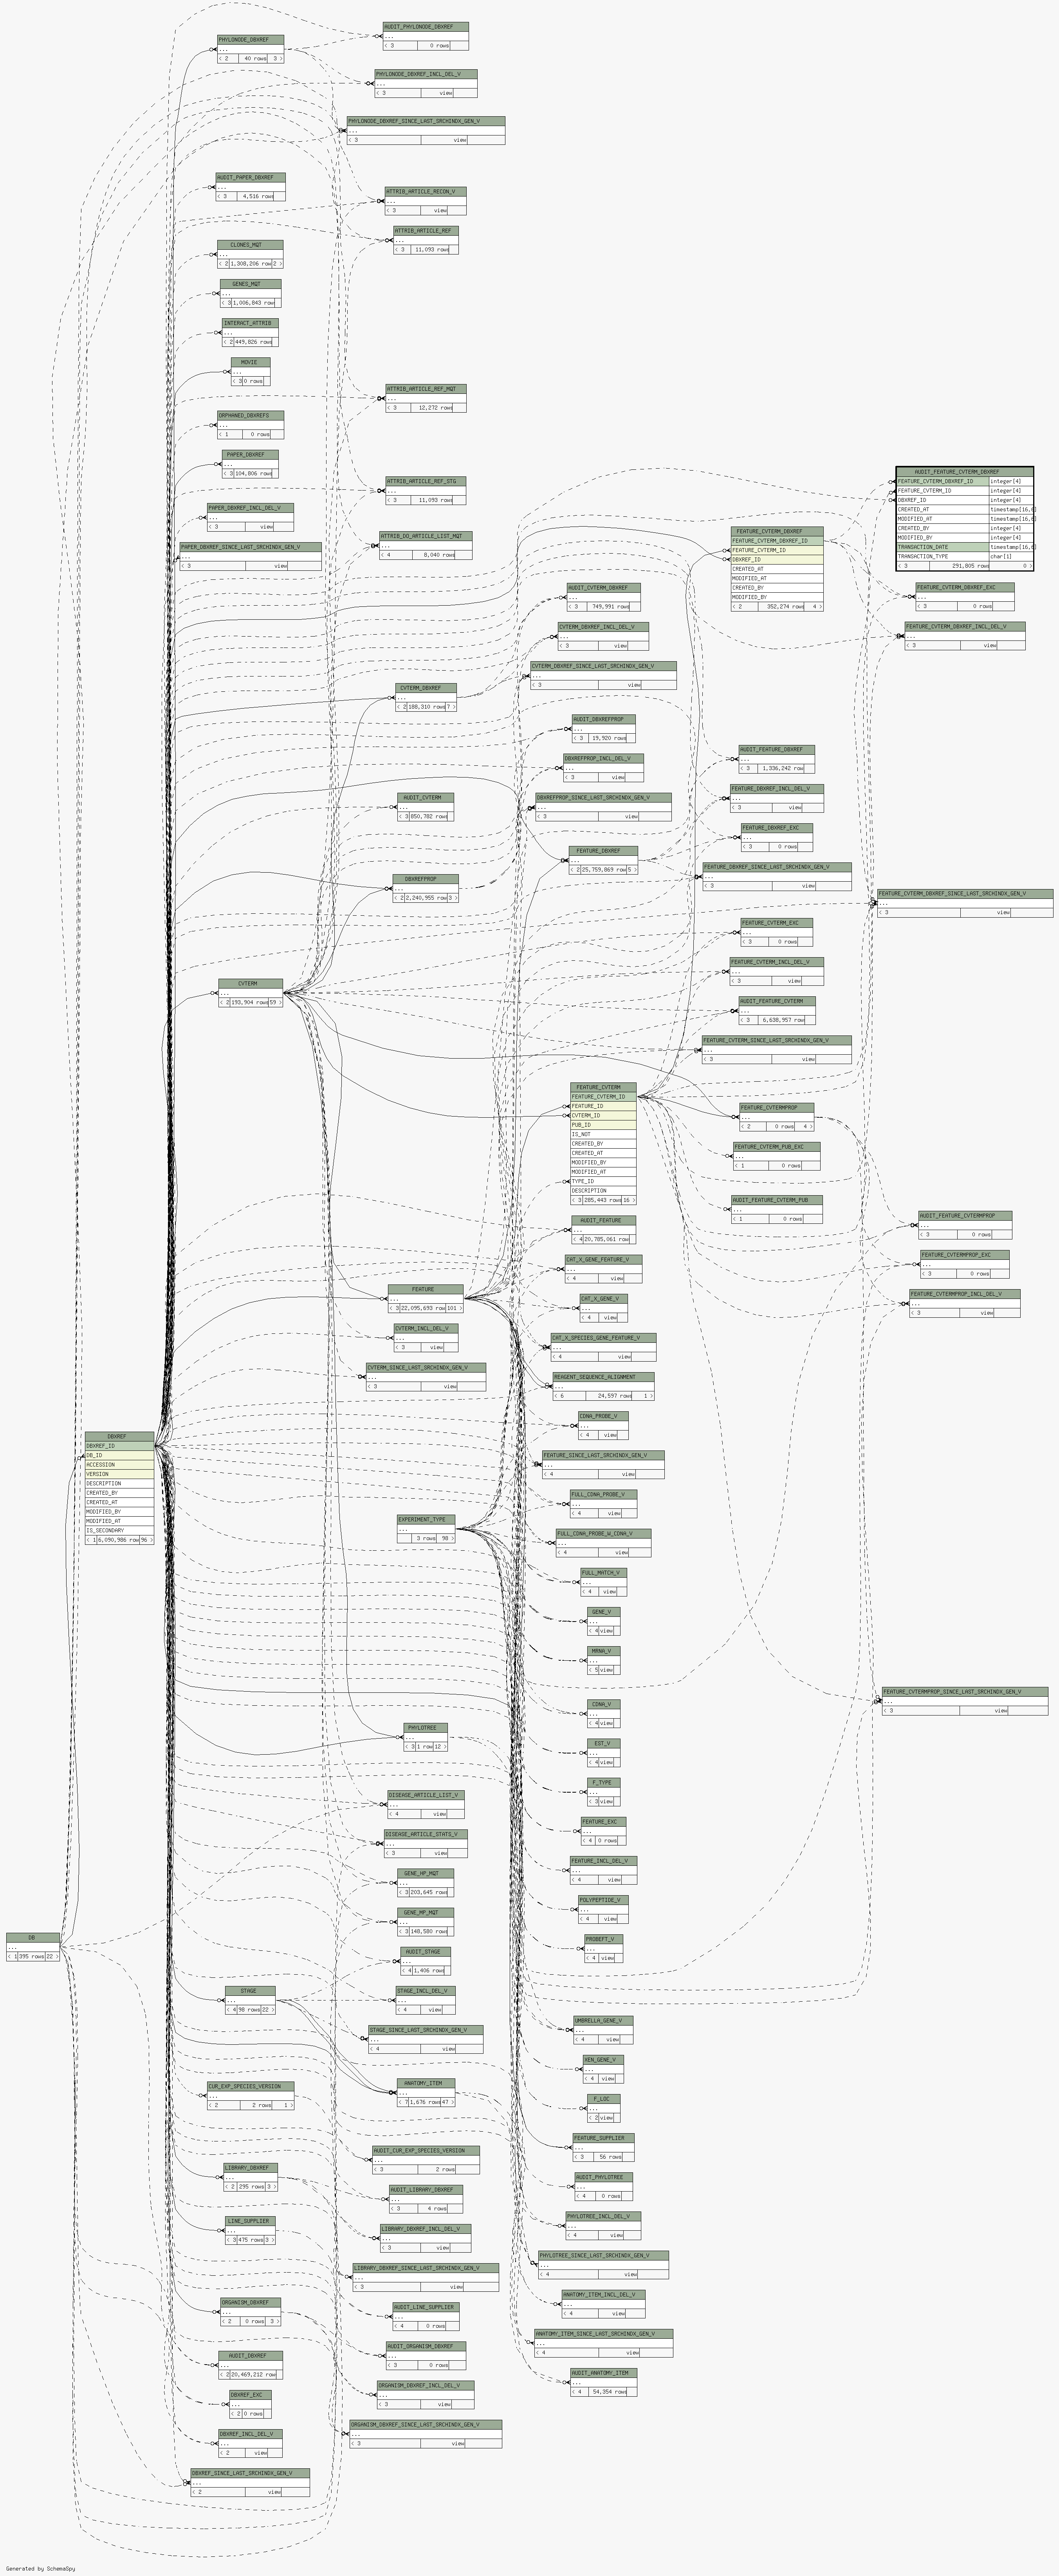 AUDIT_PHYLONODE_DBXREF
...
< 3 0 rows
PHYLONODE_DBXREF
...
< 2 40 rows 3 >
PHYLONODE_DBXREF_INCL_DEL_V
...
< 3 view
PHYLONODE_DBXREF_SINCE_LAST_SRCHINDX_GEN_V
...
< 3 view
AUDIT_PAPER_DBXREF
...
< 3 4,516 rows
ATTRIB_ARTICLE_RECON_V
...
< 3 view
ATTRIB_ARTICLE_REF
...
< 3 11,093 rows
CLONES_MQT
...
< 2 1,308,206 row 2 >
GENES_MQT
...
< 3 1,006,843 row
INTERACT_ATTRIB
...
< 2 449,826 rows
MOVIE
...
< 3 0 rows
ATTRIB_ARTICLE_REF_MQT
...
< 3 12,272 rows
ORPHANED_DBXREFS
...
< 1 0 rows
PAPER_DBXREF
...
< 3 104,806 rows
ATTRIB_ARTICLE_REF_STG
...
< 3 11,093 rows
PAPER_DBXREF_INCL_DEL_V
...
< 3 view
ATTRIB_DO_ARTICLE_LIST_MQT
...
< 4 8,040 rows
PAPER_DBXREF_SINCE_LAST_SRCHINDX_GEN_V
...
< 3 view
AUDIT_FEATURE_CVTERM_DBXREF
FEATURE_CVTERM_DBXREF_ID integer[4]
FEATURE_CVTERM_ID integer[4]
DBXREF_ID integer[4]
CREATED_AT timestamp[16,6]
MODIFIED_AT timestamp[16,6]
CREATED_BY integer[4]
MODIFIED_BY integer[4]
TRANSACTION_DATE timestamp[16,6]
TRANSACTION_TYPE char[1]
< 3 291,805 rows 0 >
FEATURE_CVTERM_DBXREF
FEATURE_CVTERM_DBXREF_ID
FEATURE_CVTERM_ID
DBXREF_ID
CREATED_AT
MODIFIED_AT
CREATED_BY
MODIFIED_BY
< 2 352,274 rows 4 >
FEATURE_CVTERM_DBXREF_EXC
...
< 3 0 rows
FEATURE_CVTERM_DBXREF_INCL_DEL_V
...
< 3 view
AUDIT_CVTERM_DBXREF
...
< 3 749,991 rows
CVTERM_DBXREF_INCL_DEL_V
...
< 3 view
CVTERM_DBXREF_SINCE_LAST_SRCHINDX_GEN_V
...
< 3 view
CVTERM_DBXREF
...
< 2 188,310 rows 7 >
AUDIT_DBXREFPROP
...
< 3 19,920 rows
DBXREFPROP_INCL_DEL_V
...
< 3 view
DBXREFPROP_SINCE_LAST_SRCHINDX_GEN_V
...
< 3 view
AUDIT_FEATURE_DBXREF
...
< 3 1,336,242 row
FEATURE_DBXREF_INCL_DEL_V
...
< 3 view
FEATURE_DBXREF_EXC
...
< 3 0 rows
AUDIT_CVTERM
...
< 3 850,782 rows
FEATURE_DBXREF
...
< 2 25,759,869 row 5 >
FEATURE_DBXREF_SINCE_LAST_SRCHINDX_GEN_V
...
< 3 view
DBXREFPROP
...
< 2 2,240,955 row 3 >
FEATURE_CVTERM_DBXREF_SINCE_LAST_SRCHINDX_GEN_V
...
< 3 view
FEATURE_CVTERM_EXC
...
< 3 0 rows
FEATURE_CVTERM_INCL_DEL_V
...
< 3 view
CVTERM
...
< 2 193,904 rows 59 >
AUDIT_FEATURE_CVTERM
...
< 3 6,638,957 row
FEATURE_CVTERM_SINCE_LAST_SRCHINDX_GEN_V
...
< 3 view
FEATURE_CVTERM
FEATURE_CVTERM_ID
FEATURE_ID
CVTERM_ID
PUB_ID
IS_NOT
CREATED_BY
CREATED_AT
MODIFIED_BY
MODIFIED_AT
TYPE_ID
DESCRIPTION
< 3 285,443 rows 16 >
FEATURE_CVTERMPROP
...
< 2 0 rows 4 >
FEATURE_CVTERM_PUB_EXC
...
< 1 0 rows
AUDIT_FEATURE_CVTERM_PUB
...
< 1 0 rows
AUDIT_FEATURE_CVTERMPROP
...
< 3 0 rows
FEATURE_CVTERMPROP_EXC
...
< 3 0 rows
FEATURE_CVTERMPROP_INCL_DEL_V
...
< 3 view
AUDIT_FEATURE
...
< 4 20,785,061 row
CHT_X_GENE_FEATURE_V
...
< 4 view
FEATURE
...
< 3 22,095,693 row 101 >
CHT_X_GENE_V
...
< 4 view
CVTERM_INCL_DEL_V
...
< 3 view
CHT_X_SPECIES_GENE_FEATURE_V
...
< 4 view
CVTERM_SINCE_LAST_SRCHINDX_GEN_V
...
< 3 view
REAGENT_SEQUENCE_ALIGNMENT
...
< 6 24,597 rows 1 >
CDNA_PROBE_V
...
< 4 view
DBXREF
DBXREF_ID
DB_ID
ACCESSION
VERSION
DESCRIPTION
CREATED_BY
CREATED_AT
MODIFIED_BY
MODIFIED_AT
IS_SECONDARY
< 1 6,090,986 row 96 >
FEATURE_SINCE_LAST_SRCHINDX_GEN_V
...
< 4 view
FULL_CDNA_PROBE_V
...
< 4 view
EXPERIMENT_TYPE
...
3 rows 98 >
FULL_CDNA_PROBE_W_CDNA_V
...
< 4 view
FULL_MATCH_V
...
< 4 view
GENE_V
...
< 4 view
MRNA_V
...
< 5 view
FEATURE_CVTERMPROP_SINCE_LAST_SRCHINDX_GEN_V
...
< 3 view
CDNA_V
...
< 4 view
PHYLOTREE
...
< 3 1 row 12 >
EST_V
...
< 4 view
F_TYPE
...
< 3 view
DISEASE_ARTICLE_LIST_V
...
< 4 view
FEATURE_EXC
...
< 4 0 rows
DISEASE_ARTICLE_STATS_V
...
< 3 view
FEATURE_INCL_DEL_V
...
< 4 view
GENE_HP_MQT
...
< 3 203,645 rows
POLYPEPTIDE_V
...
< 4 view
GENE_MP_MQT
...
< 3 148,580 rows
PROBEFT_V
...
< 4 view
DB
...
< 1 395 rows 22 >
AUDIT_STAGE
...
< 4 1,406 rows
STAGE
...
< 4 98 rows 22 >
STAGE_INCL_DEL_V
...
< 4 view
UMBRELLA_GENE_V
...
< 4 view
STAGE_SINCE_LAST_SRCHINDX_GEN_V
...
< 4 view
XEN_GENE_V
...
< 4 view
CUR_EXP_SPECIES_VERSION
...
< 2 2 rows 1 >
ANATOMY_ITEM
...
< 7 1,676 rows 47 >
F_LOC
...
< 2 view
FEATURE_SUPPLIER
...
< 3 56 rows
AUDIT_CUR_EXP_SPECIES_VERSION
...
< 3 2 rows
LIBRARY_DBXREF
...
< 2 295 rows 3 >
AUDIT_PHYLOTREE
...
< 4 0 rows
AUDIT_LIBRARY_DBXREF
...
< 3 4 rows
PHYLOTREE_INCL_DEL_V
...
< 4 view
LINE_SUPPLIER
...
< 3 475 rows 3 >
LIBRARY_DBXREF_INCL_DEL_V
...
< 3 view
PHYLOTREE_SINCE_LAST_SRCHINDX_GEN_V
...
< 4 view
LIBRARY_DBXREF_SINCE_LAST_SRCHINDX_GEN_V
...
< 3 view
ANATOMY_ITEM_INCL_DEL_V
...
< 4 view
ORGANISM_DBXREF
...
< 2 0 rows 3 >
AUDIT_LINE_SUPPLIER
...
< 4 0 rows
ANATOMY_ITEM_SINCE_LAST_SRCHINDX_GEN_V
...
< 4 view
AUDIT_ORGANISM_DBXREF
...
< 3 0 rows
AUDIT_DBXREF
...
< 2 20,469,212 row
AUDIT_ANATOMY_ITEM
...
< 4 54,354 rows
ORGANISM_DBXREF_INCL_DEL_V
...
< 3 view
DBXREF_EXC
...
< 2 0 rows
ORGANISM_DBXREF_SINCE_LAST_SRCHINDX_GEN_V
...
< 3 view
DBXREF_INCL_DEL_V
...
< 2 view
DBXREF_SINCE_LAST_SRCHINDX_GEN_V
...
< 2 view
Generated by SchemaSpy